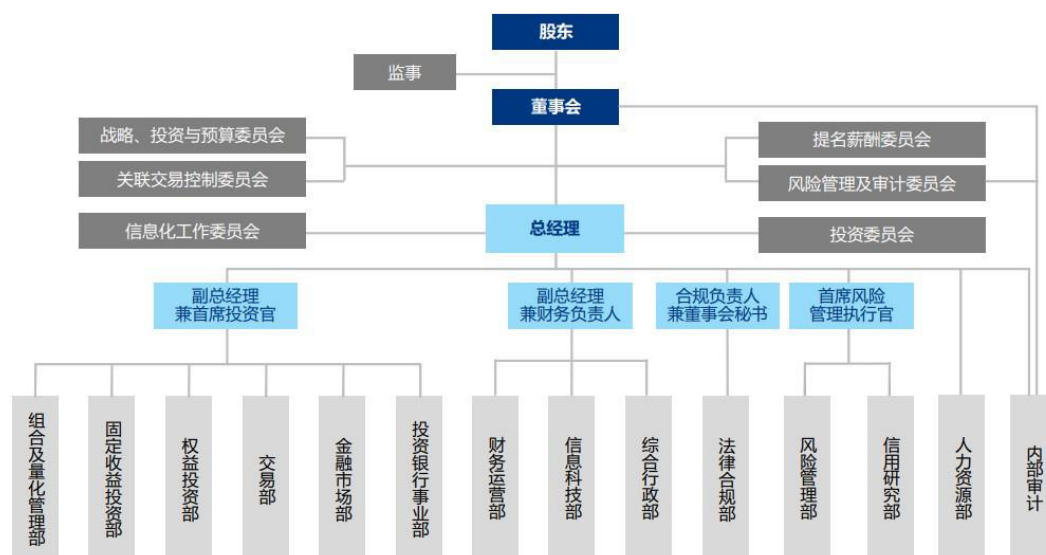 股东
监事
董事会
战略、投资与预算委员会
提名薪酬委员会
关联交易控制委员会
风险管理及审计委员会
信息化工作委员会
总经理
投资委员会
副总经理
兼首席投资官
副总经理
兼财务负责人
合规负责人
兼董事会秘书
首席风险
管理执行官
组合及量化管理部
固定收益投资部
权益投资部
交易部
金融市场部
投资银行事业部
财务运营部
信息科技部
综合行政部
法律合规部
风险管理部
信用研究部
人力资源部
内部审计